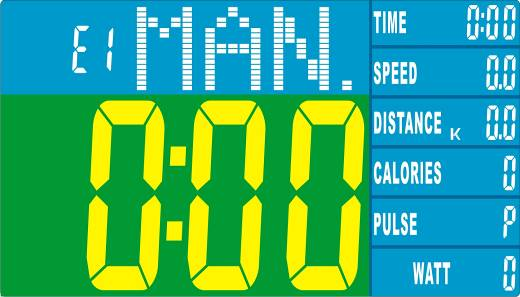 E1 MAN.
0:00
TIME 0:00
SPEED 0.0
DISTANCE K 0.0
CALORIES 0
PULSE P
WATT 0